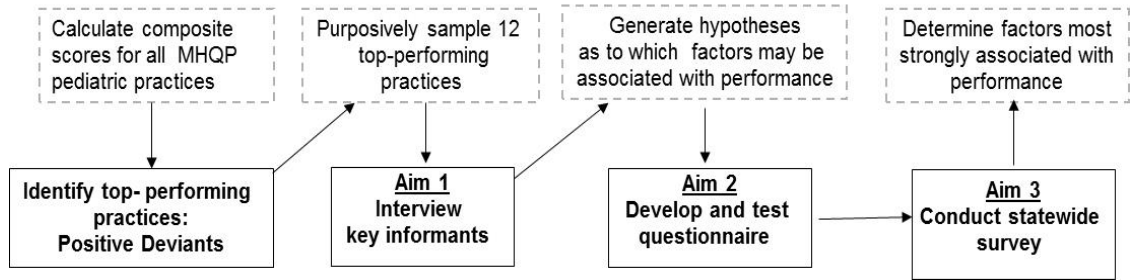 Calculate composite
scores for all MHQP
pediatric practices
Purposively sample 12
top-performing
practices
Generate hypotheses
as to which factors may be
associated with performance
Determine factors most
strongly associated with
performance
Identify top- performing
practices:
Positive Deviants
Aim 1
Interview
key informants
Aim 2
Develop and test
questionnaire
Aim 3
Conduct statewide
survey